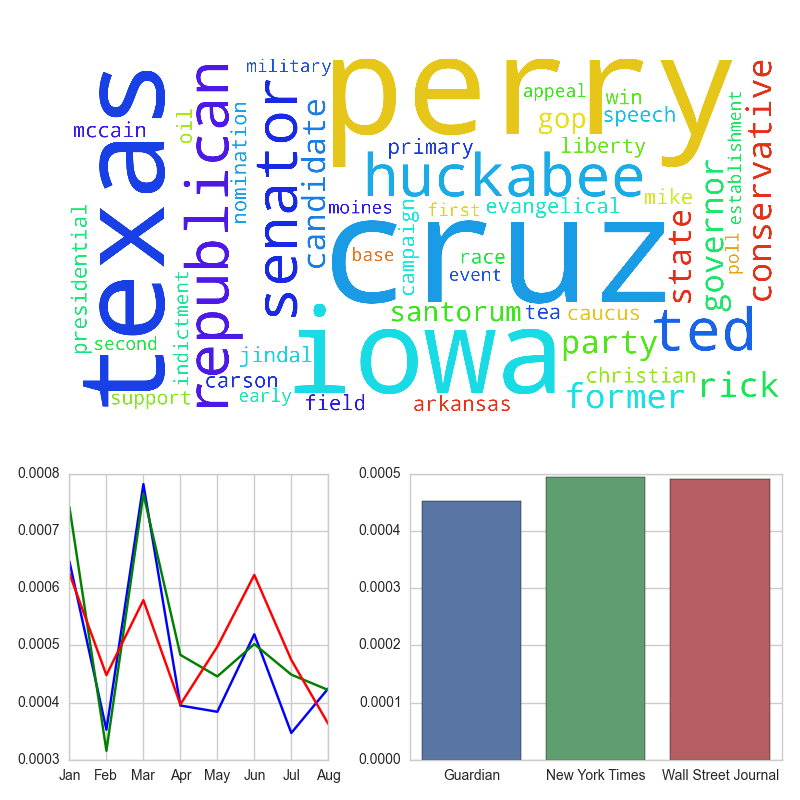 texas
perry
cruz
iowa
republican
senator
huckabee
conservative
candidate
governor
ted
rick
former
party
santorum
state
gop
military
appeal
win
speech
mccain
oil
nomination
primary
liberty
establishment
moines
first
evangelical
mike
campaign
base
race
event
poll
presidential
indictment
tea
caucus
second
jindal
carson
early
support
field
arkansas
christian
0.0008
0.0007
0.0006
0.0005
0.0004
0.0003
Jan Feb Mar Apr May Jun Jul Aug
0.0005
0.0004
0.0003
0.0002
0.0001
0.0000
Guardian New York Times Wall Street Journal